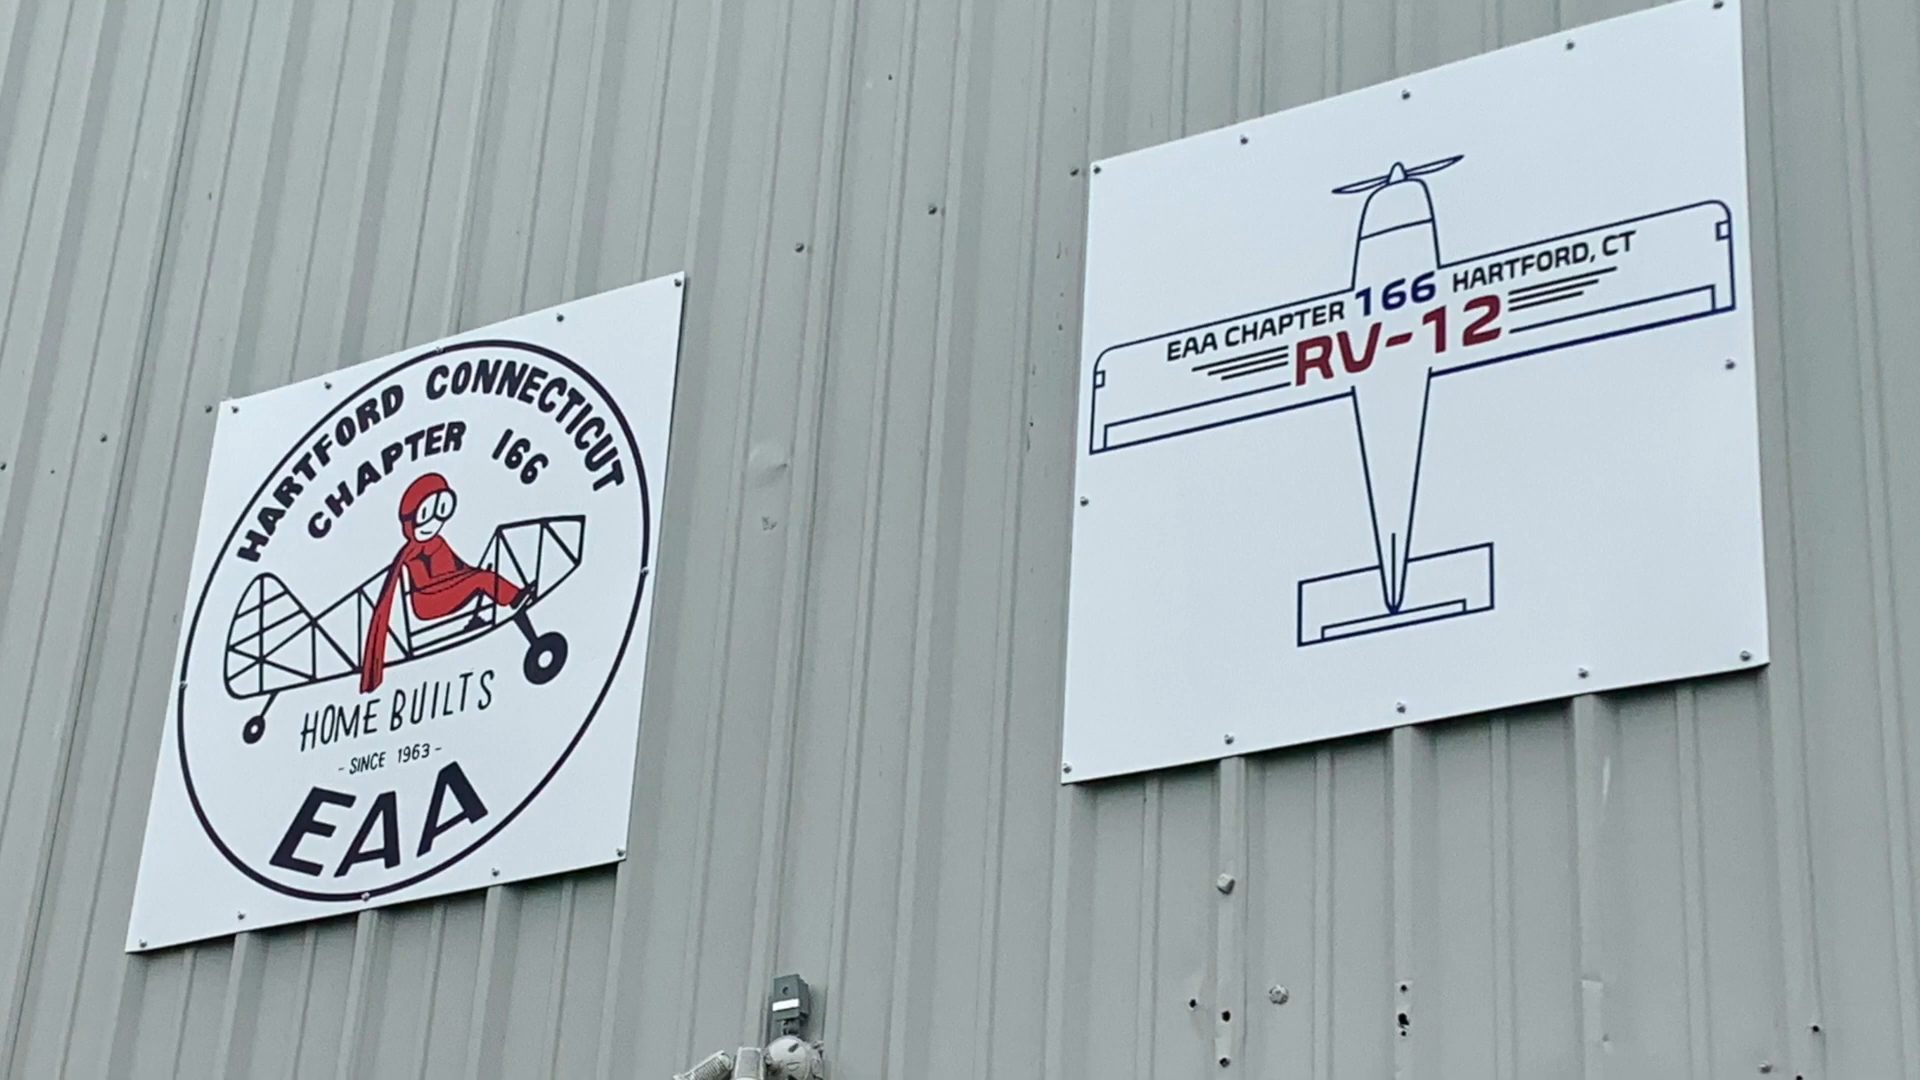 HARTFORD CONNECTICUT
CHAPTER 166
HOME BUILTS
- SINCE 1963 -
EAA
EAA CHAPTER 166 HARTFORD, CT
RV-12